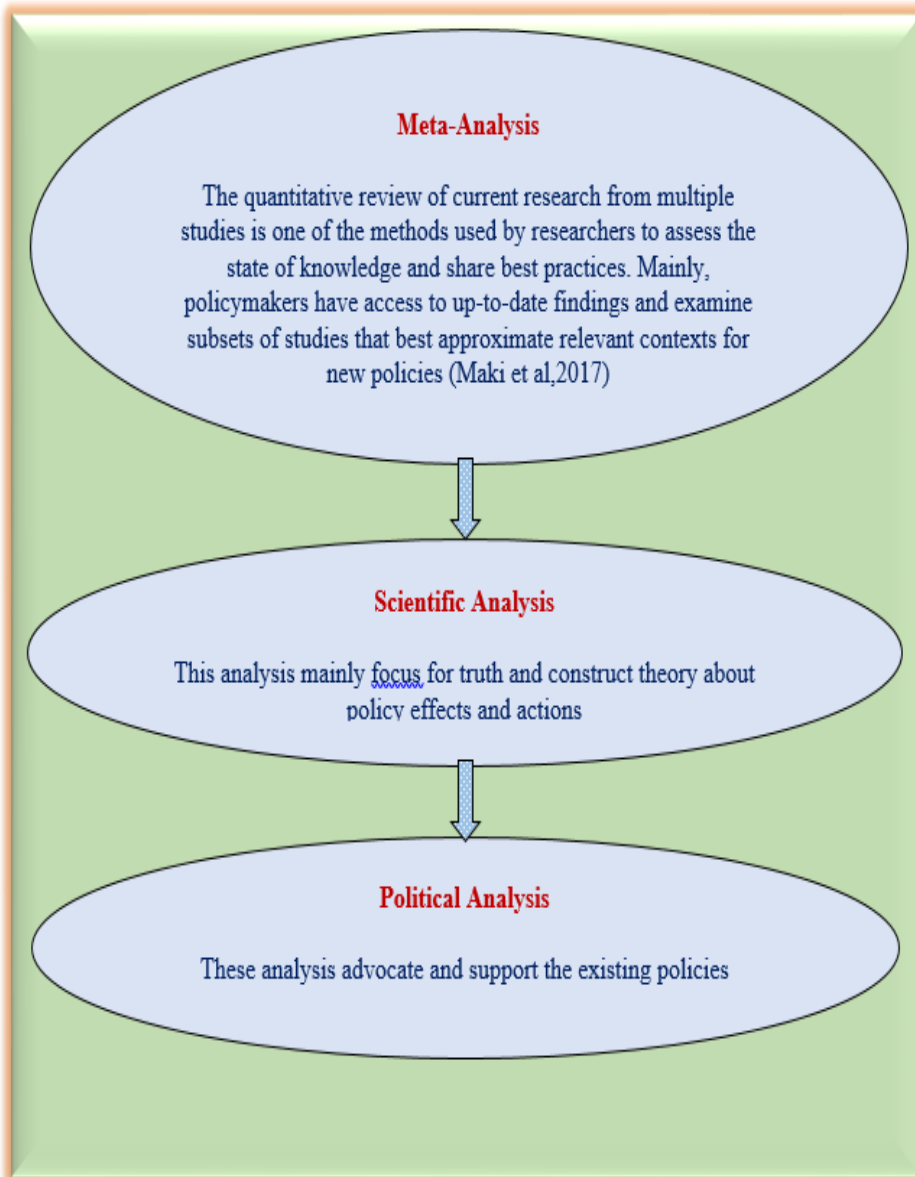 Meta-Analysis
The quantitative review of current research from multiple
studies is one of the methods used by researchers to assess the
state of knowledge and share best practices. Mainly,
policymakers have access to up-to-date findings and examine
subsets of studies that best approximate relevant contexts for
new policies (Maki et al,2017)
Scientific Analysis
This analysis mainly focus for truth and construct theory about
policy effects and actions
Political Analysis
These analysis advocate and support the existing policies